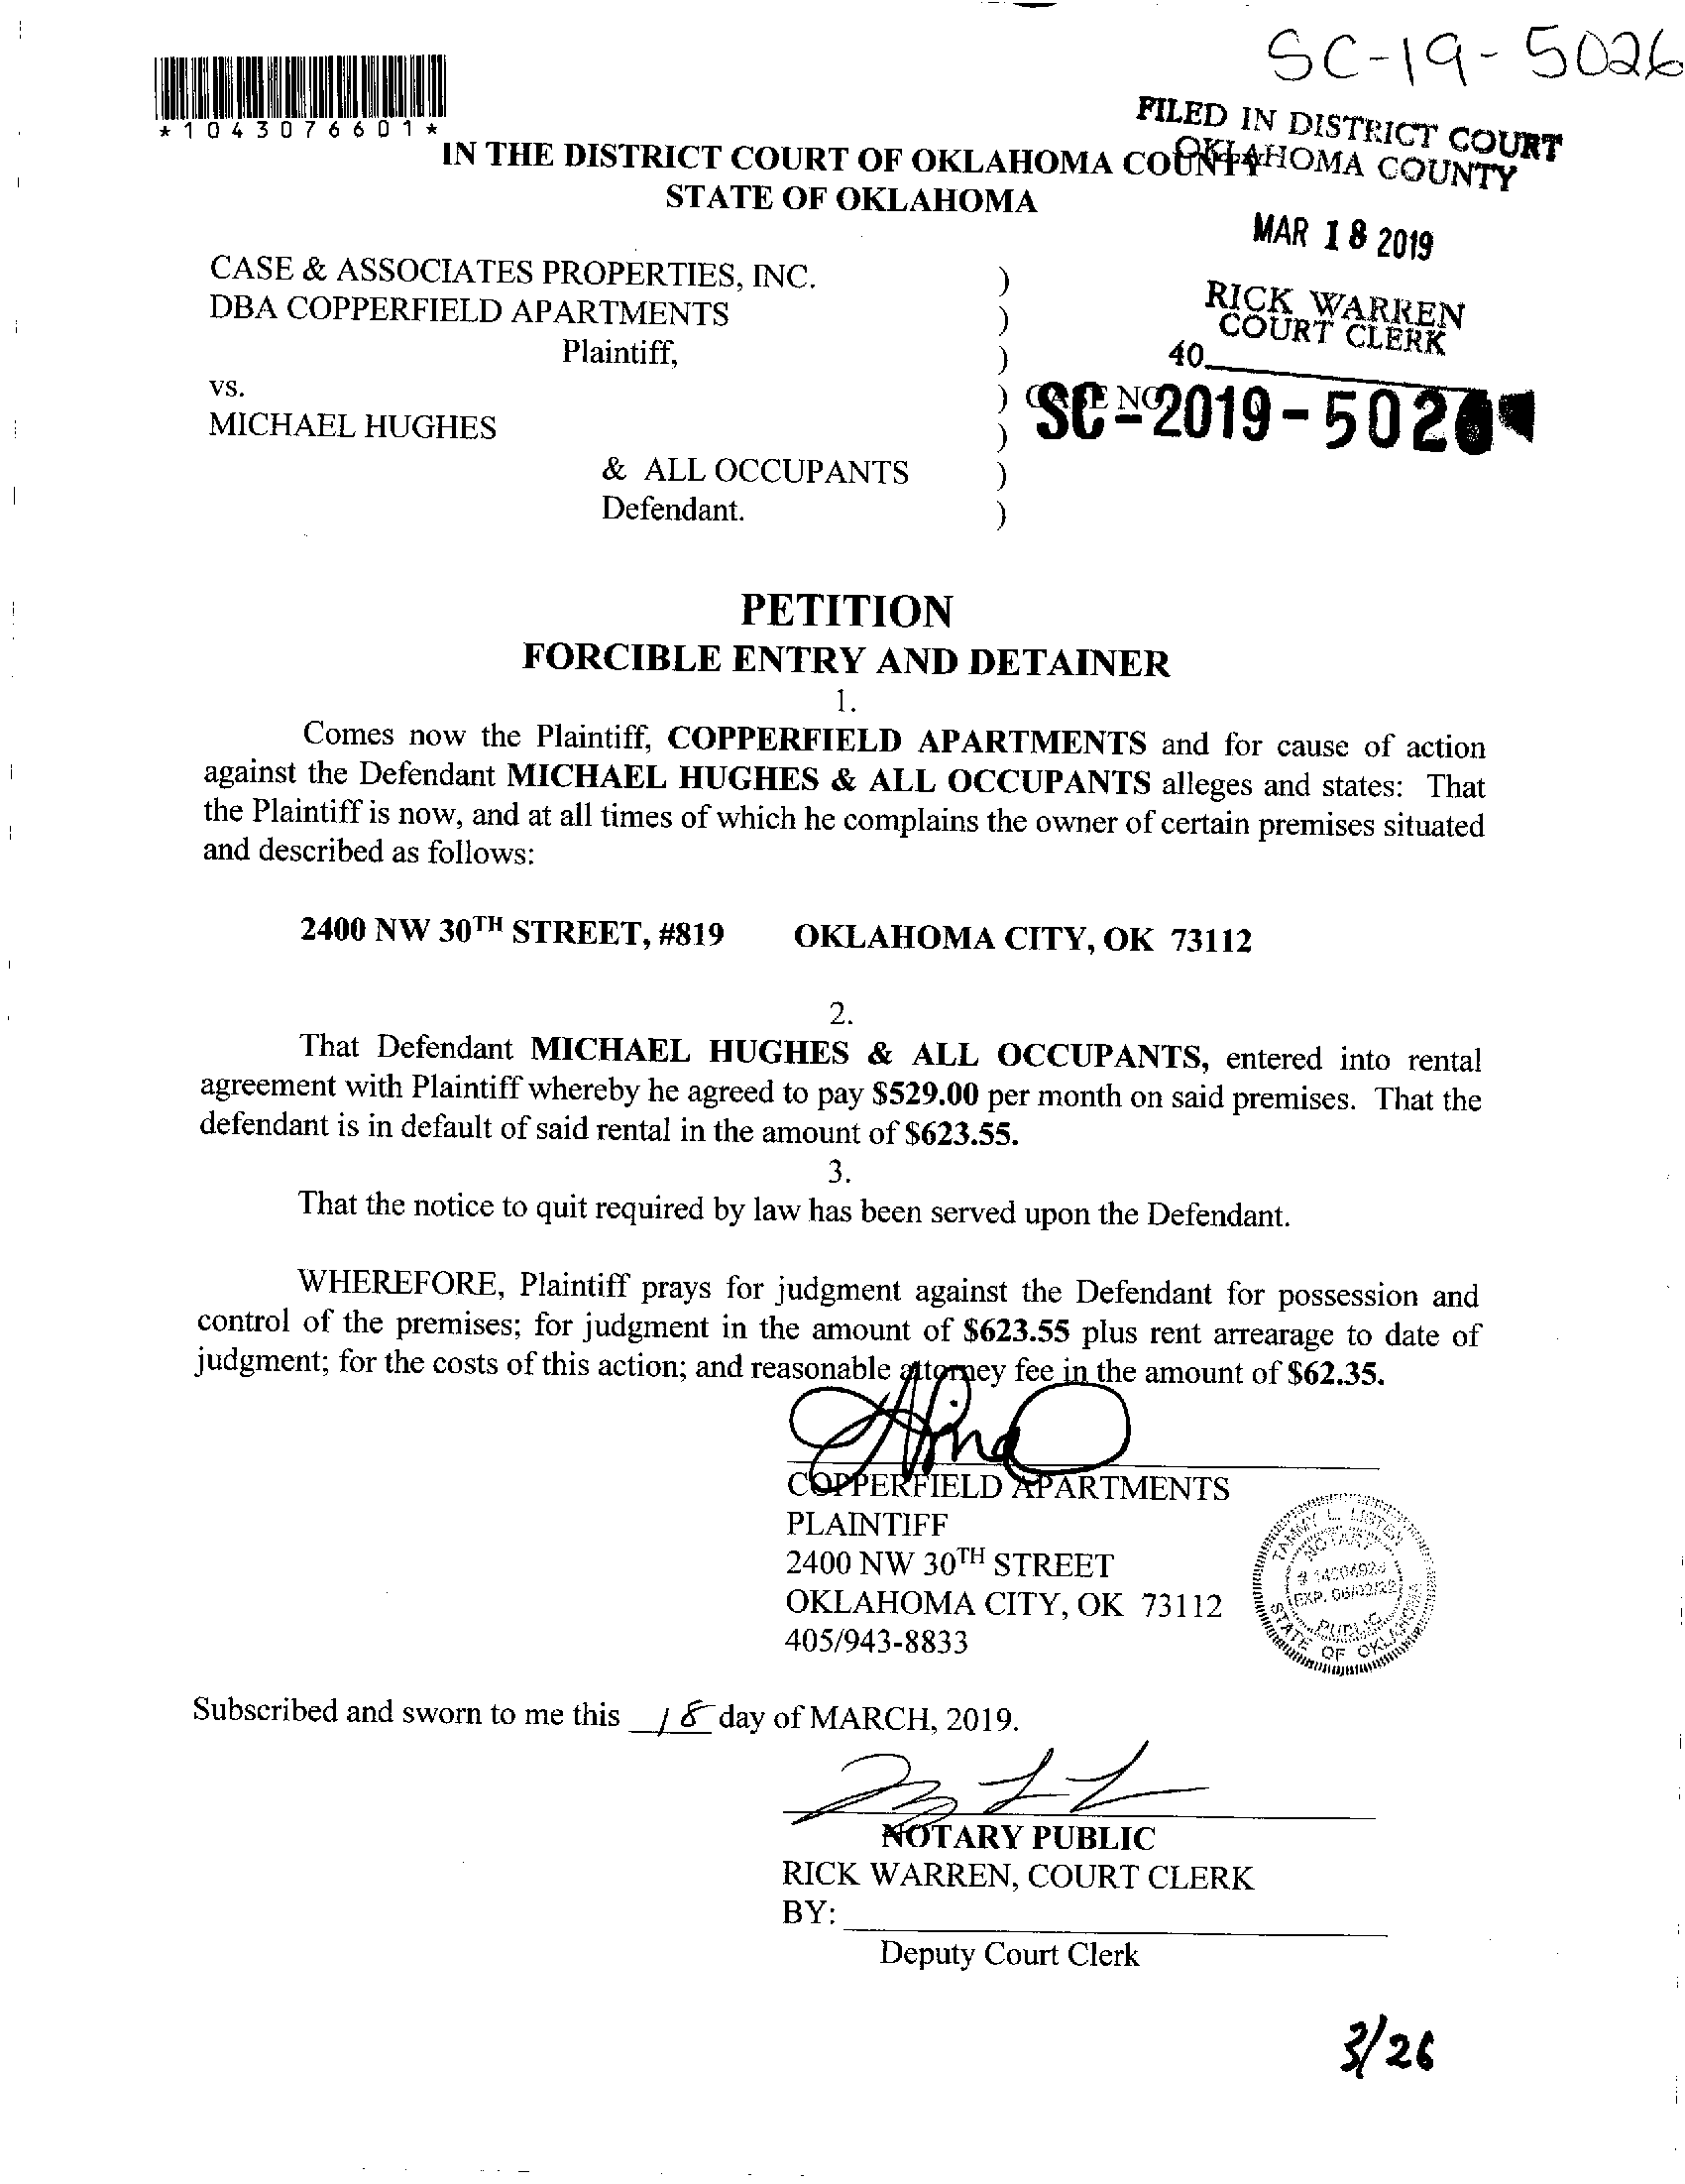 SC-19-5026
*1043076601*
FILED IN DISTRICT COURT
OKLAHOMA COUNTY
IN THE DISTRICT COURT OF OKLAHOMA COUNTY
STATE OF OKLAHOMA
MAR 18 2019
RICK WARREN
COURT CLERK
40
CASE & ASSOCIATES PROPERTIES, INC. )
DBA COPPERFIELD APARTMENTS )
Plaintiff, )
vs. ) CASE NO
SC-2019-502
MICHAEL HUGHES )
& ALL OCCUPANTS )
Defendant. )
PETITION
FORCIBLE ENTRY AND DETAINER
1.
Comes now the Plaintiff, COPPERFIELD APARTMENTS and for cause of action
against the Defendant MICHAEL HUGHES & ALL OCCUPANTS alleges and states: That
the Plaintiff is now, and at all times of which he complains the owner of certain premises situated
and described as follows:
2400 NW 30TH STREET, #819 OKLAHOMA CITY, OK 73112
2.
That Defendant MICHAEL HUGHES & ALL OCCUPANTS, entered into rental
agreement with Plaintiff whereby he agreed to pay $529.00 per month on said premises. That the
defendant is in default of said rental in the amount of $623.55.
3.
That the notice to quit required by law has been served upon the Defendant.
WHEREFORE, Plaintiff prays for judgment against the Defendant for possession and
control of the premises; for judgment in the amount of $623.55 plus rent arrearage to date of
judgment; for the costs of this action; and reasonable attorney fee in the amount of $62.35.
COPPERFIELD APARTMENTS
PLAINTIFF
2400 NW 30TH STREET
OKLAHOMA CITY, OK 73112
405/943-8833
TAMMY L.
NOTARY
PUBLIC
STATE OF OKLAHOMA
Subscribed and sworn to me this 18 day of MARCH, 2019.
NOTARY PUBLIC
RICK WARREN, COURT CLERK
BY:
Deputy Court Clerk
3/26